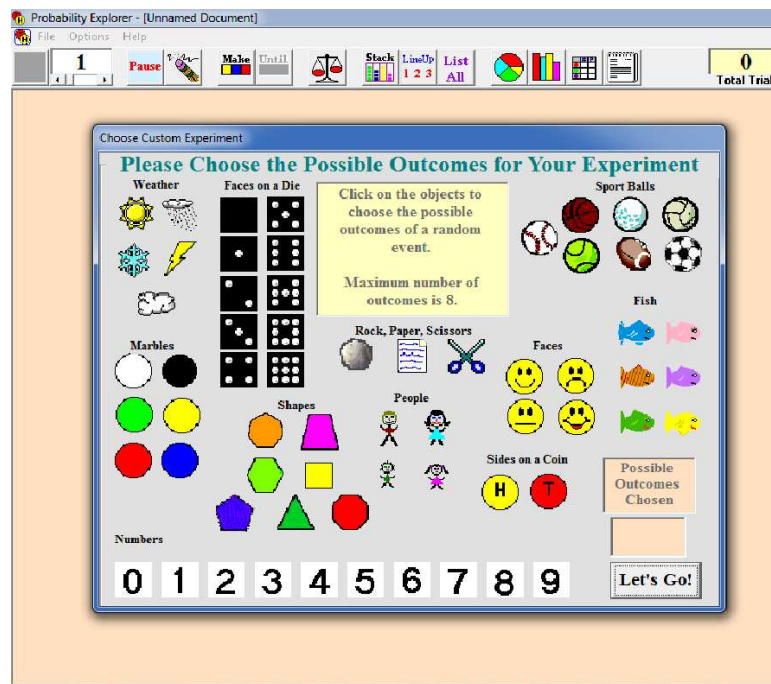 Probability Explorer - [Unnamed Document]
File Options Help
1
Pause
Make
Until
Stack
LineUp
1 2 3
List
All
0
Total Trial
Choose Custom Experiment
Please Choose the Possible Outcomes for Your Experiment
Weather
Faces on a Die
Click on the objects to
choose the possible
outcomes of a random
event.
Maximum number of
outcomes is 8.
Sport Balls
Fish
Rock, Paper, Scissors
Marbles
Faces
Shapes
People
Sides on a Coin
H T
Possible
Outcomes
Chosen
Numbers
0 1 2 3 4 5 6 7 8 9
Let's Go!